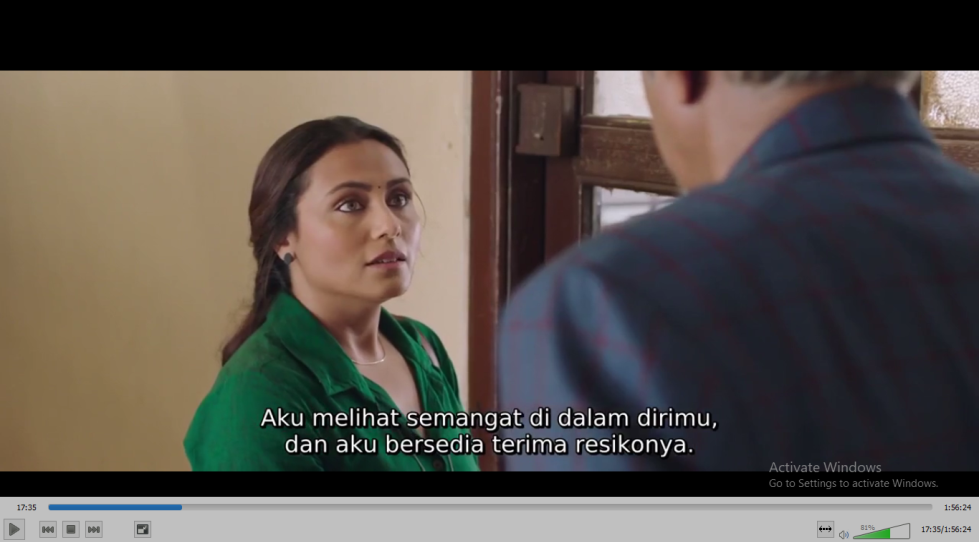 Aku melihat semangat di dalam dirimu,
dan aku bersedia terima resikonya.
Activate Windows
Go to Settings to activate Windows.
17:35
1:56:24
81%
17:35/1:56:24